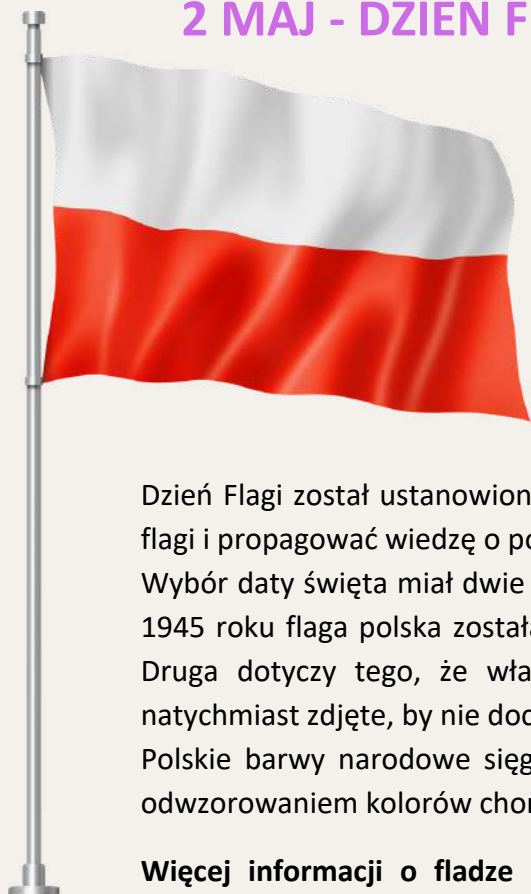 2 MAJ - DZIEŃ F
Dzień Flagi został ustanowion
flagi i propagować wiedzę o po
Wybór daty święta miał dwie
1945 roku flaga polska została
Druga dotyczy tego, że wła
natychmiast zdjęte, by nie doc
Polskie barwy narodowe sięg
odwzorowaniem kolorów chor
Więcej informacji o fladze